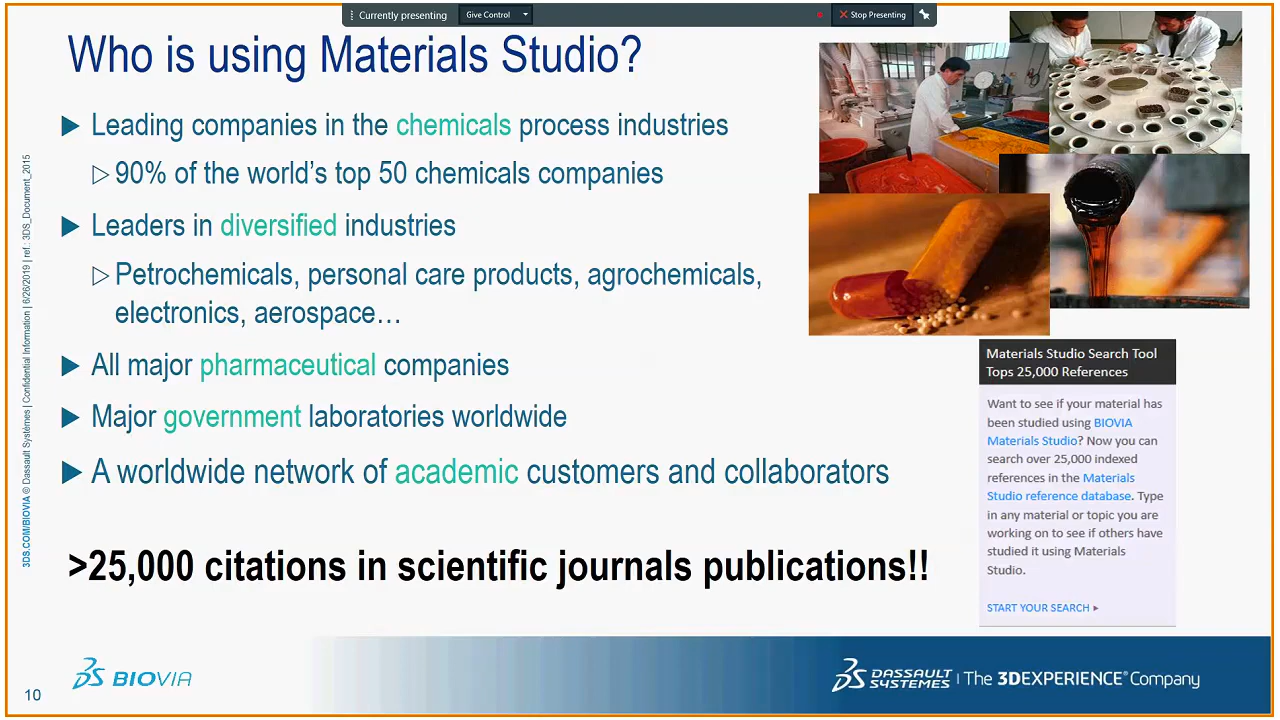 Currently presenting
Give Control
Stop Presenting
Who is using Materials Studio?
Leading companies in the chemicals process industries
90% of the world's top 50 chemicals companies
Leaders in diversified industries
Petrochemicals, personal care products, agrochemicals,
electronics, aerospace…
All major pharmaceutical companies
Major government laboratories worldwide
A worldwide network of academic customers and collaborators
>25,000 citations in scientific journals publications!!
Materials Studio Search Tool
Tops 25,000 References
Want to see if your material has
been studied using BIOVIA
Materials Studio? Now you can
search over 25,000 indexed
references in the Materials
Studio reference database. Type
in any material or topic you are
working on to see if others have
studied it using Materials
Studio.
START YOUR SEARCH
3DS.COM/BIOVIA © Dassault Systèmes | Confidential Information | 6/26/2019 | ref.: 3DS_Document_2015
10
BIOVIA
DASSAULT
SYSTEMES | The 3DEXPERIENCE® Company